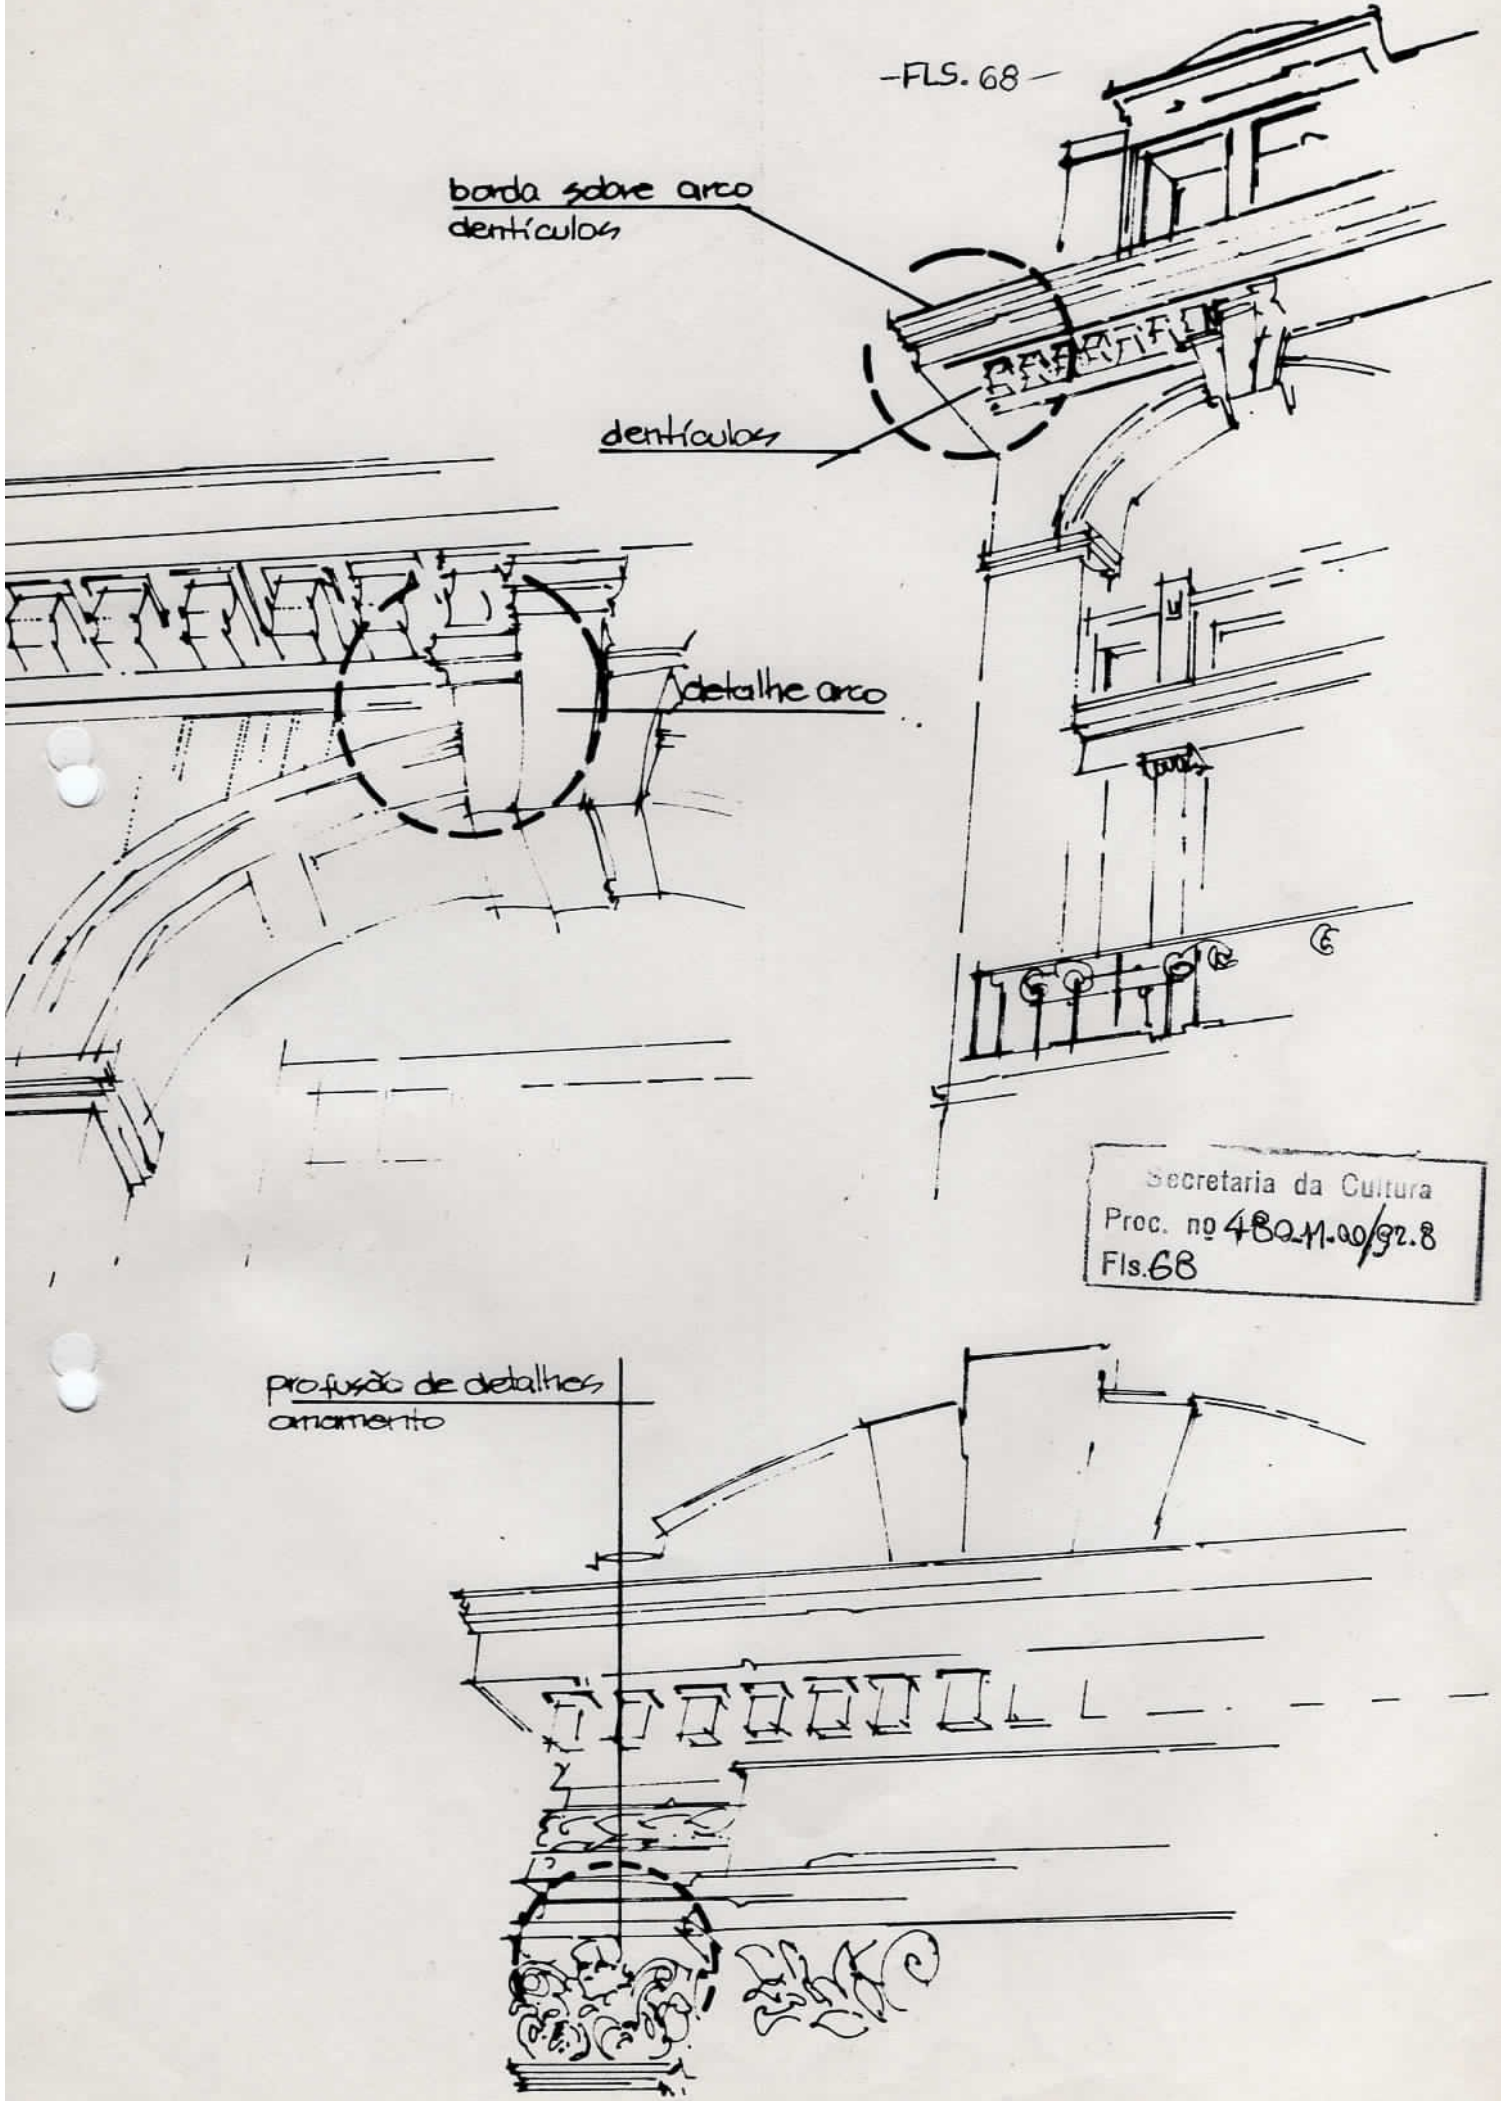 -FLS. 68-
borda sobre arco
dentículos
dentículos
detalhe arco
Secretaria da Cultura
Proc. nº 480-11.00/92.8
Fls. 68
profusão de detalhes
ornamento